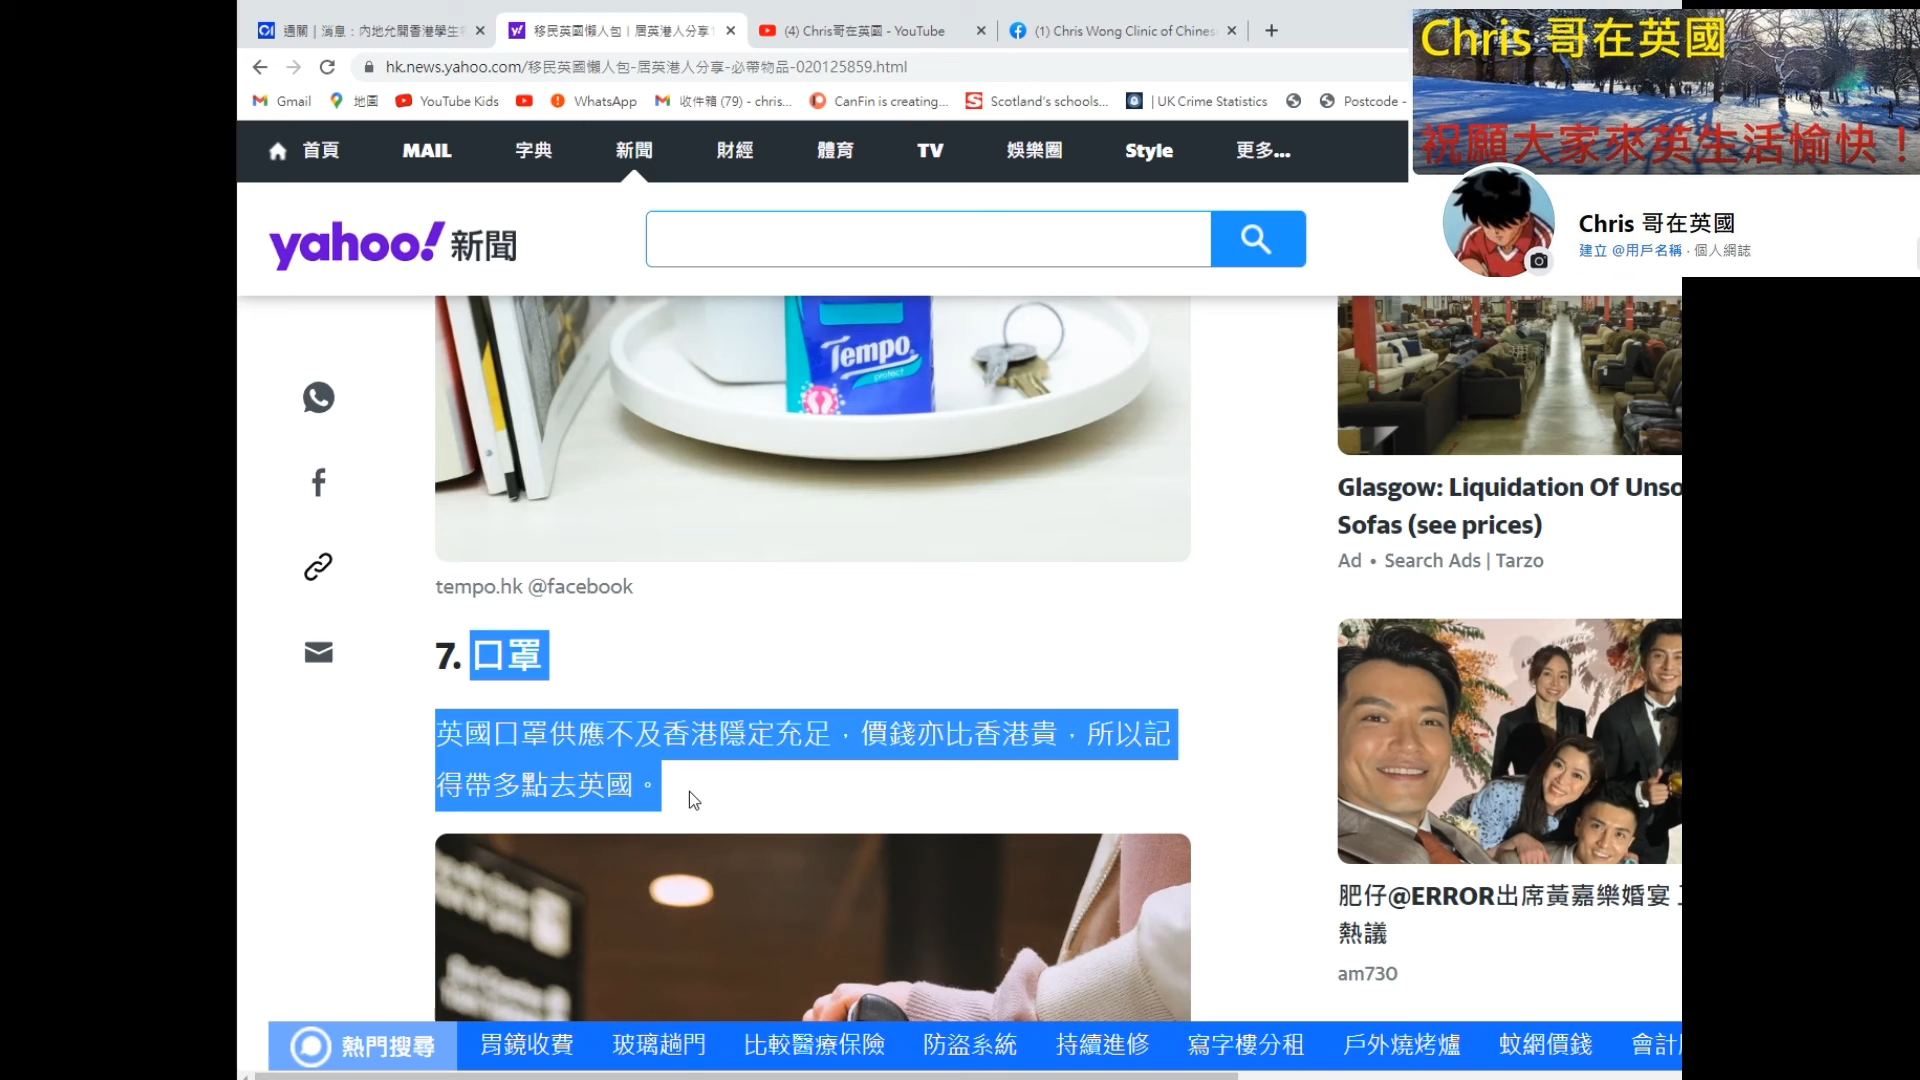 通關｜消息：內地允開香港學生
移民英國懶人包｜居英港人分享
(4) Chris哥在英國 - YouTube
(1) Chris Wong Clinic of Chines
hk.news.yahoo.com/移民英國懶人包-居英港人分享-必帶物品-020125859.html
Gmail
地圖
YouTube Kids
WhatsApp
收件箱 (79) - chris...
CanFin is creating...
Scotland's schools...
| UK Crime Statistics
Postcode -
Chris 哥在英國
祝願大家來英生活愉快！
Chris 哥在英國
建立 @用戶名稱 · 個人網誌
首頁
MAIL
字典
新聞
財經
體育
TV
娛樂圈
Style
更多...
yahoo!新聞
Tempo
protect
tempo.hk @facebook
7. 口罩
英國口罩供應不及香港隱定充足，價錢亦比香港貴，所以記
得帶多點去英國。
Glasgow: Liquidation Of Unso
Sofas (see prices)
Ad • Search Ads | Tarzo
肥仔@ERROR出席黃嘉樂婚宴
熱議
am730
熱門搜尋
胃鏡收費
玻璃趟門
比較醫療保險
防盜系統
持續進修
寫字樓分租
戶外燒烤爐
蚊網價錢
會計